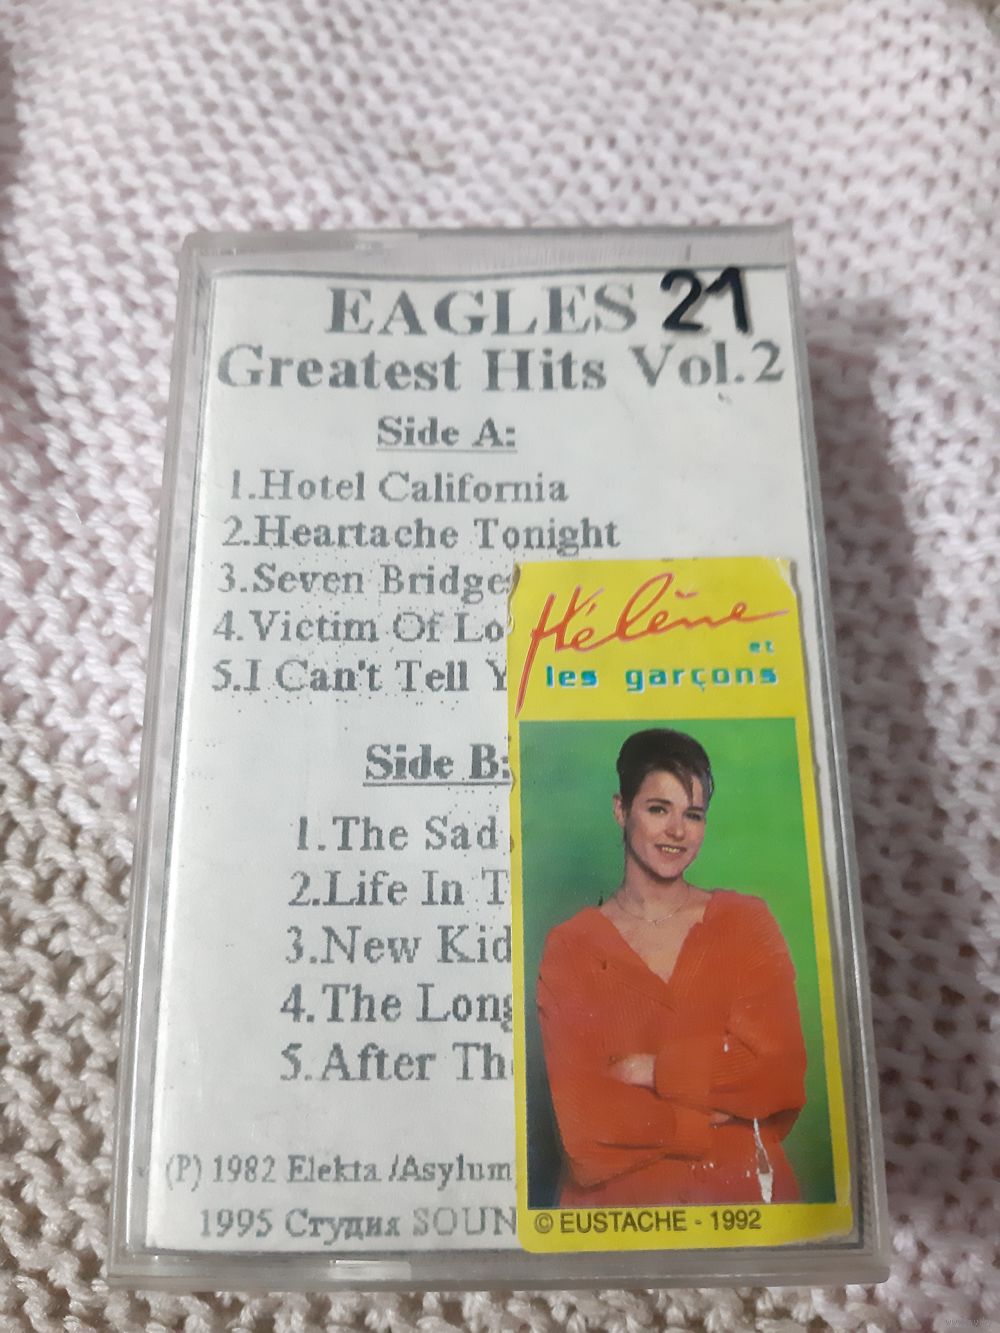 EAGLES 21
Greatest Hits Vol.2
Side A:
1.Hotel California
2.Heartache Tonight
3.Seven Bridges
4.Victim Of Lo
5.I Can't Tell Y
Side B:
1.The Sad
2.Life In T
3.New Kid
4.The Long
5.After The
(P) 1982 Elekta /Asylum
1995 Студия SOUN
Hélène
et
les garçons
© EUSTACHE - 1992